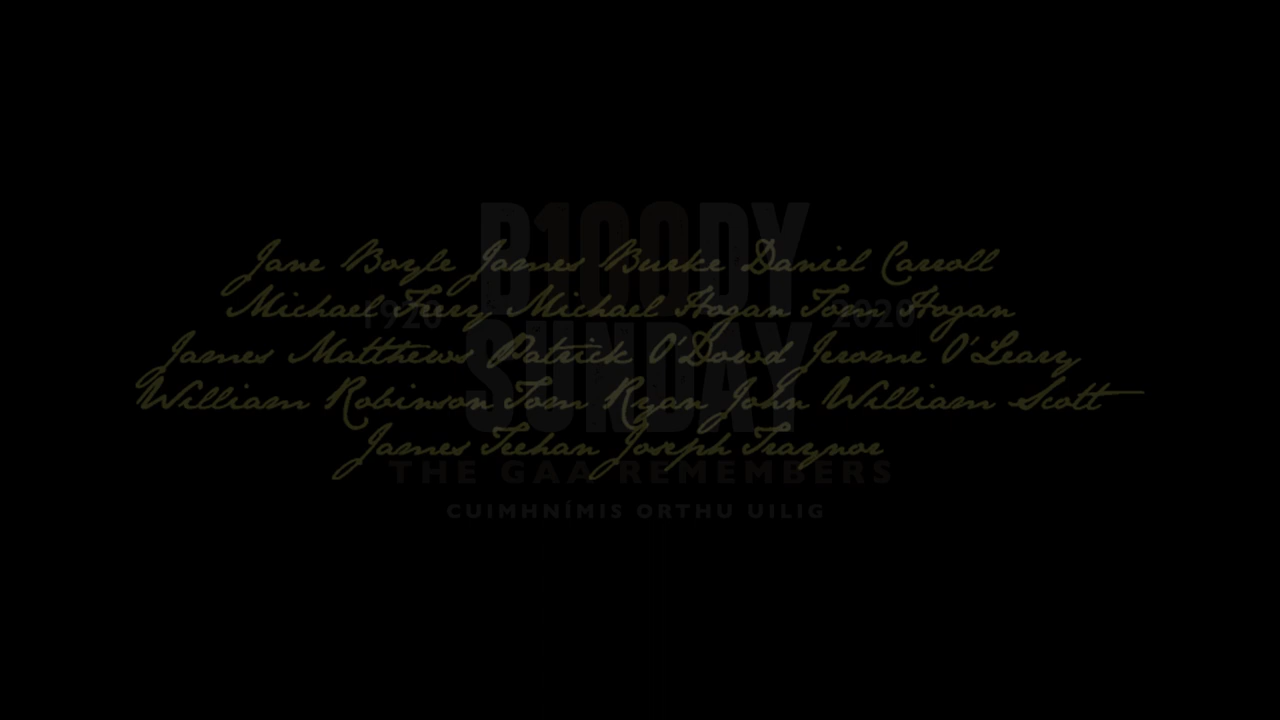 B100DY
Jane Boyle James Burke Daniel Carroll
Michael Feery Michael Hogan Tom Hogan
1920
2020
James Matthews Patrick O'Dowd Jerome O'Leary
SUNDAY
William Robinson Tom Ryan John William Scott
James Teehan Joseph Traynor
THE GAA REMEMBERS
CUIMHNÍMIS ORTHU UILIG